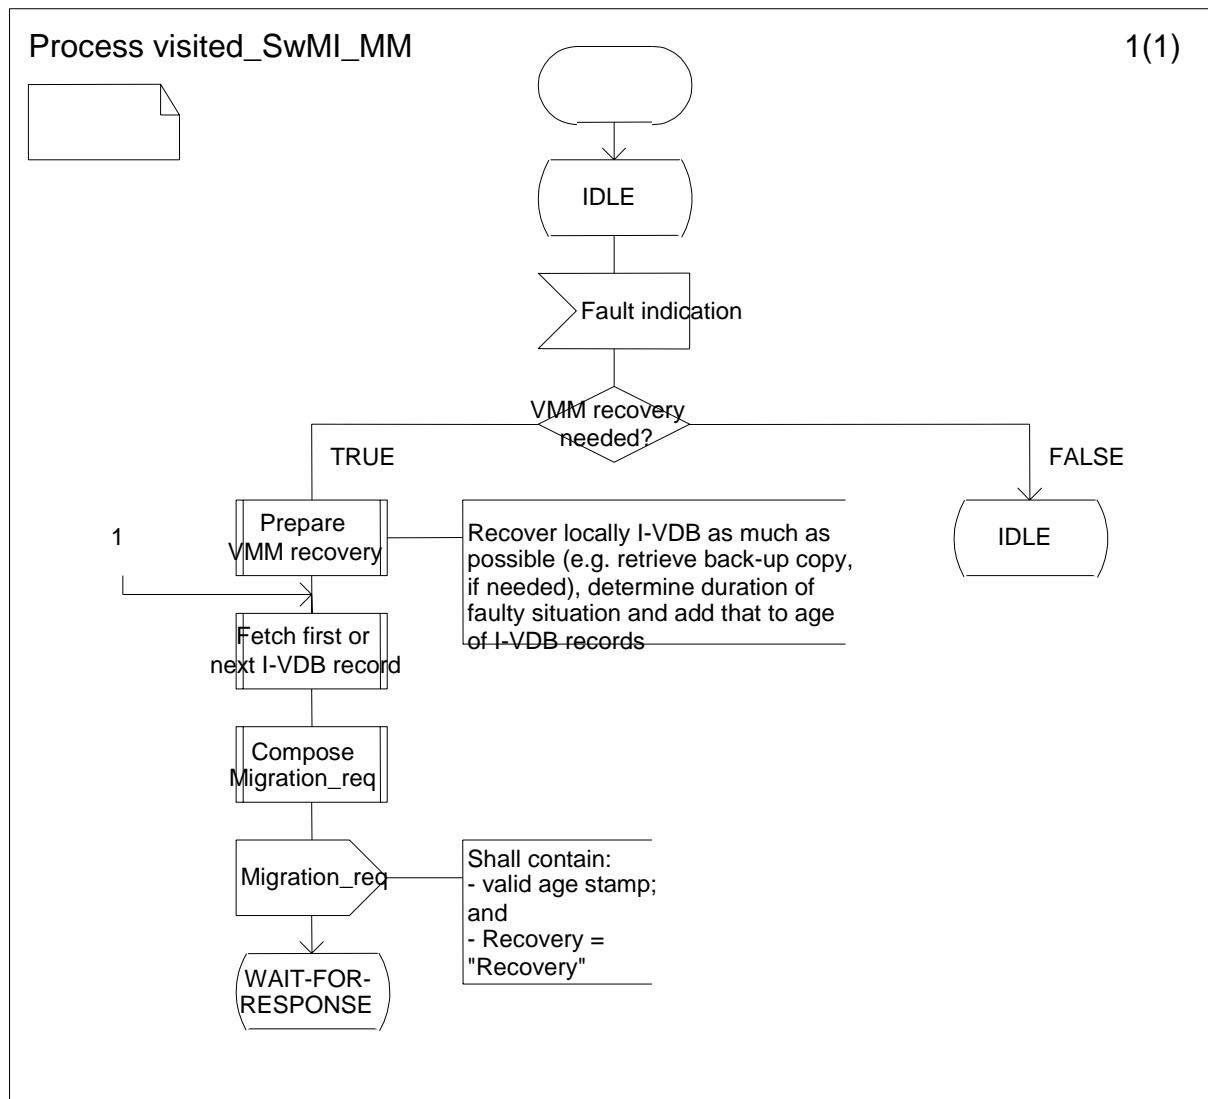 Process visited_SwMI_MM
1(1)
IDLE
Fault indication
VMM recovery
needed?
TRUE
FALSE
Prepare
VMM recovery
Recover locally I-VDB as much as
possible (e.g. retrieve back-up copy,
if needed), determine duration of
faulty situation and add that to age
of I-VDB records
IDLE
1
Fetch first or
next I-VDB record
Compose
Migration_req
Migration_req
Shall contain:
- valid age stamp;
and
- Recovery =
"Recovery"
WAIT-FOR-
RESPONSE